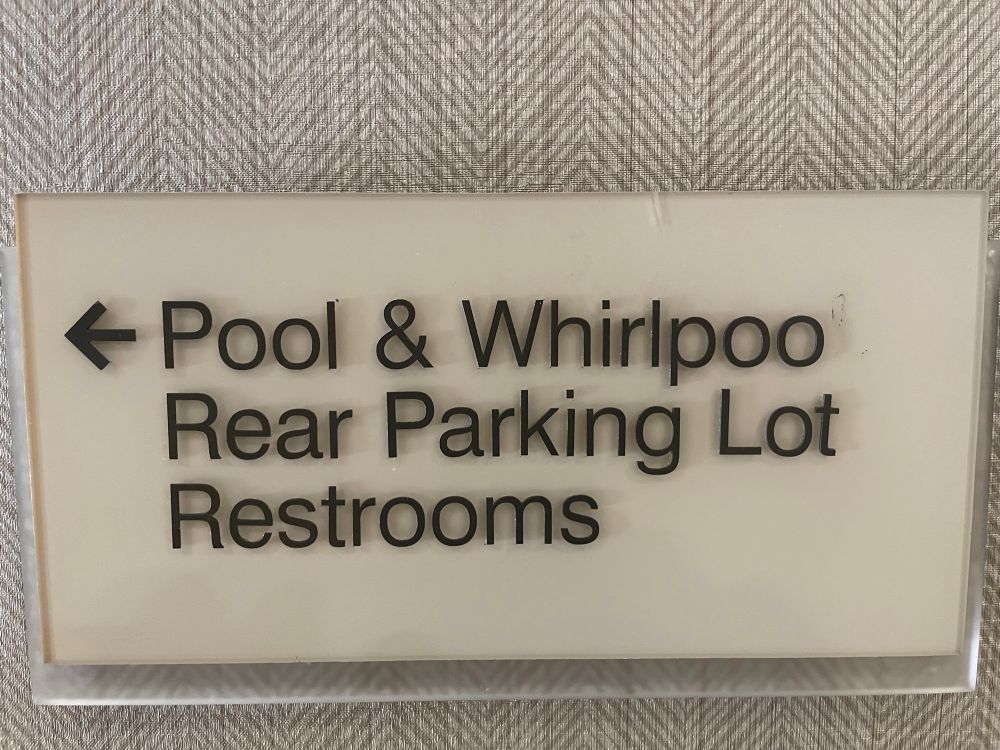 ← Pool & Whirlpoo
Rear Parking Lot
Restrooms